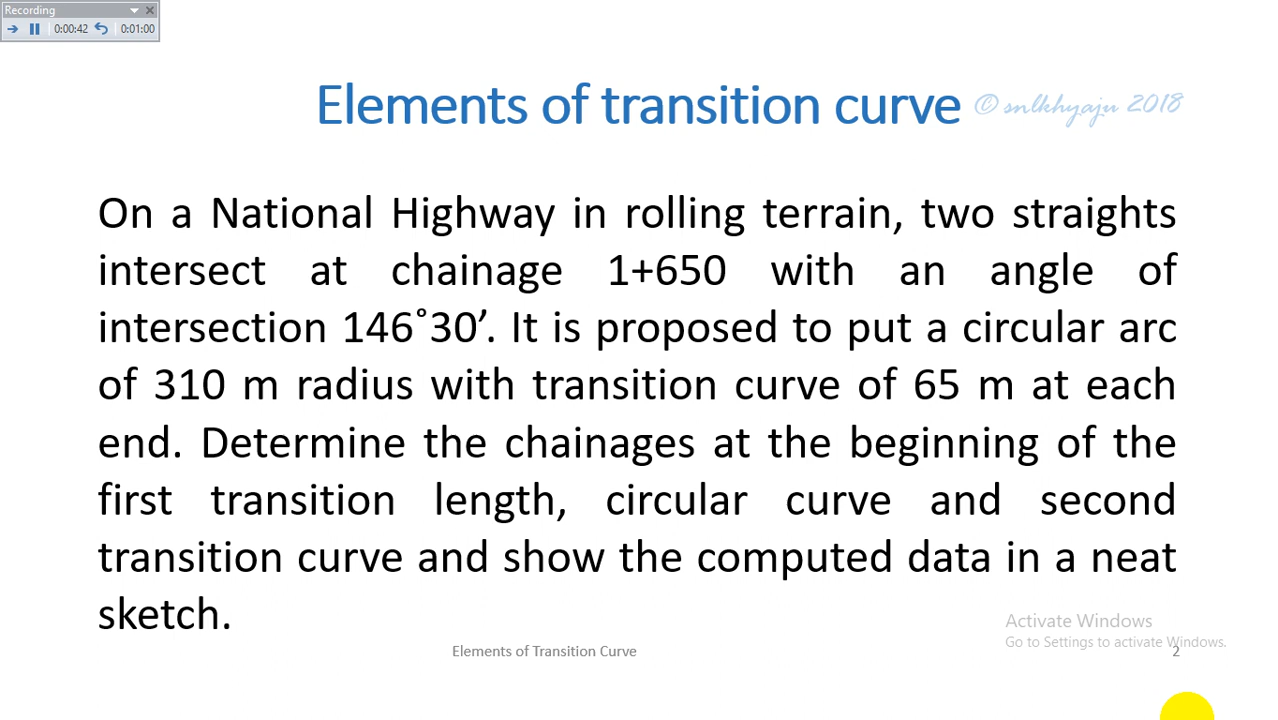 Recording
0:00:42 0:01:00
Elements of transition curve © snlkhyaju 2018
On a National Highway in rolling terrain, two straights
intersect at chainage 1+650 with an angle of
intersection 146˚30’. It is proposed to put a circular arc
of 310 m radius with transition curve of 65 m at each
end. Determine the chainages at the beginning of the
first transition length, circular curve and second
transition curve and show the computed data in a neat
sketch.
Activate Windows
Go to Settings to activate Windows.
Elements of Transition Curve
2